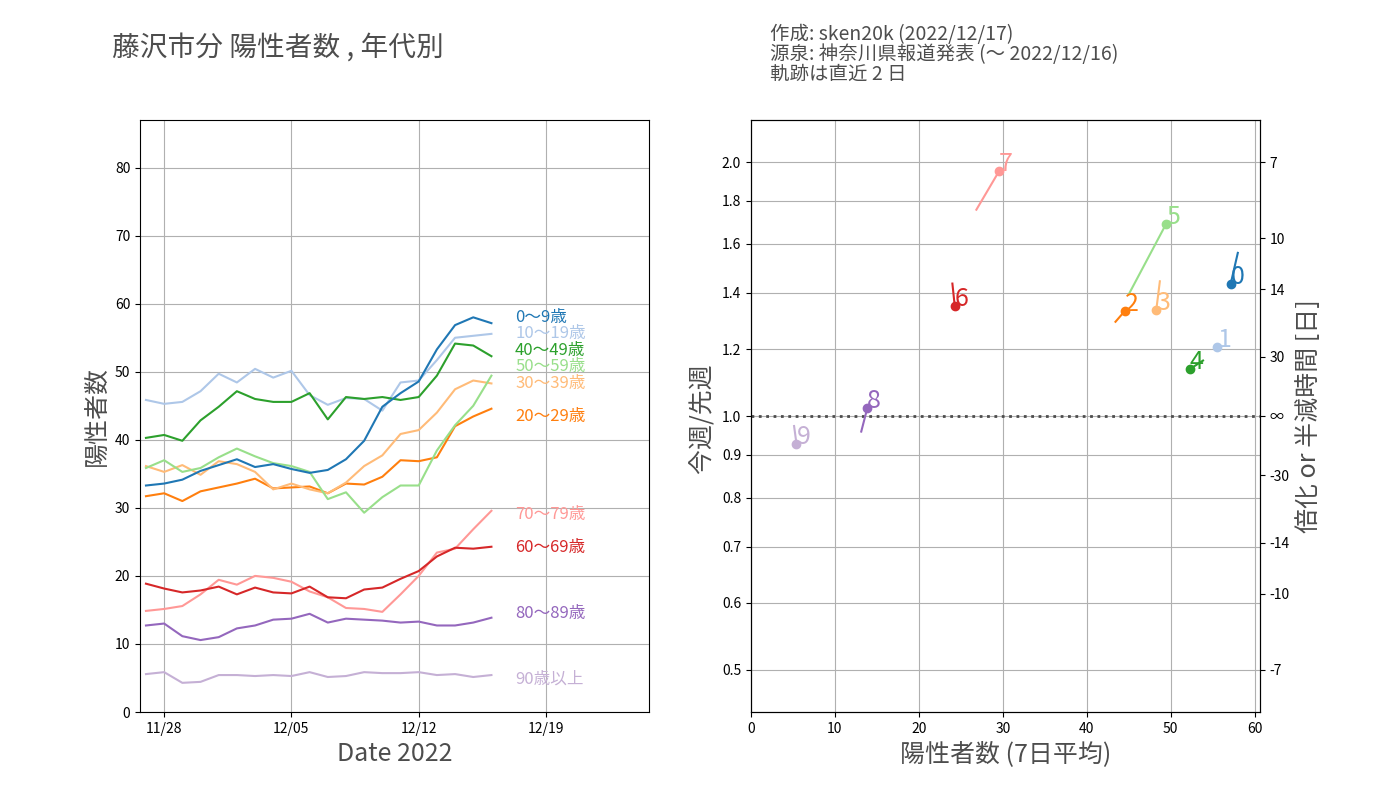 藤沢市分 陽性者数 , 年代別
作成: sken20k (2022/12/17)
源泉: 神奈川県報道発表 (〜 2022/12/16)
軌跡は直近 2 日
陽性者数
80
70
60
50
40
30
20
10
0
11/28
12/05
12/12
12/19
Date 2022
0〜9歳
10〜19歳
40〜49歳
50〜59歳
30〜39歳
20〜29歳
70〜79歳
60〜69歳
80〜89歳
90歳以上
今週/先週
2.0
1.8
1.6
1.4
1.2
1.0
0.9
0.8
0.7
0.6
0.5
7
5
0
6
2
3
1
4
8
9
0
10
20
30
40
50
60
陽性者数 (7日平均)
7
10
14
30
∞
-30
-14
-10
-7
倍化 or 半減時間 [日]